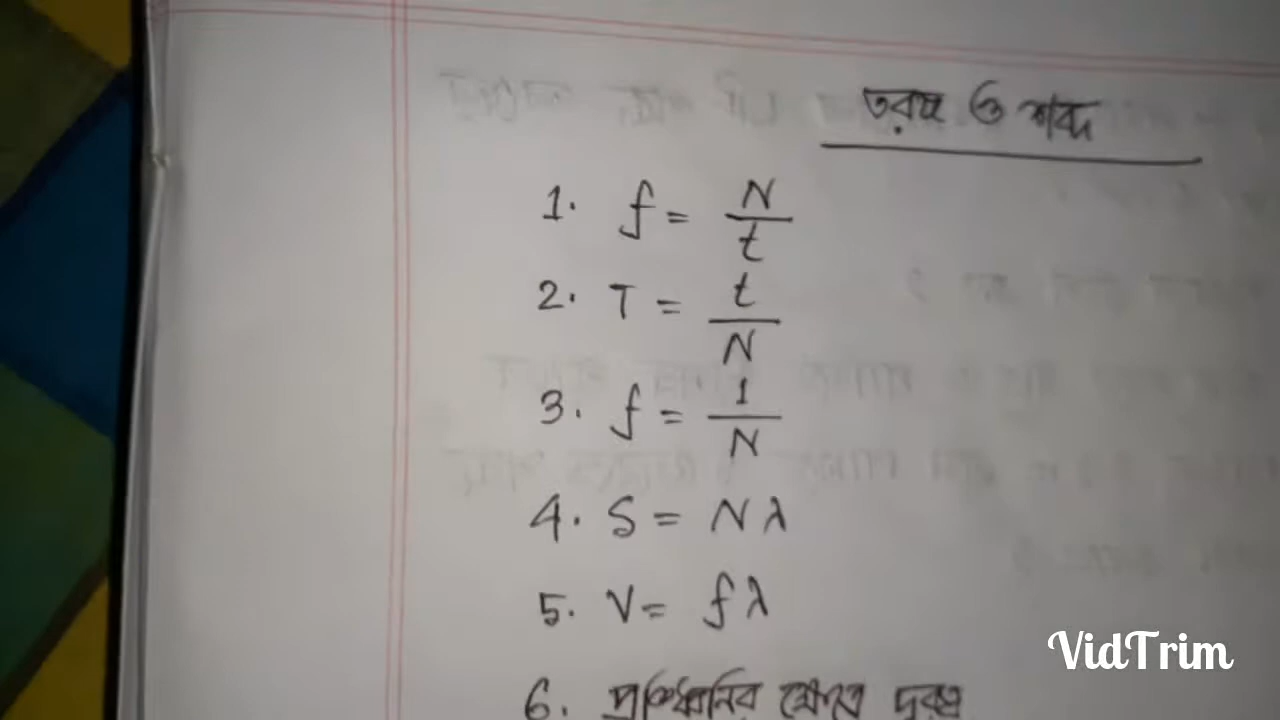 তরঙ্গ ও শব্দ
1. f = N/t
2. T = t/N
3. f = 1/N
4. S = Nλ
5. V = fλ
6. প্রতিধ্বনির ক্ষেত্রে দূরত্ব
VidTrim